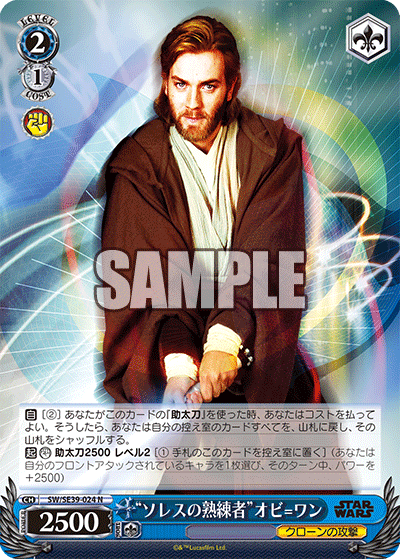 LEVEL
2
1
COST
SAMPLE
自［②］あなたがこのカードの「助太刀」を使った時、あなたはコストを払ってよい。そうしたら、あなたは自分の控え室のカードすべてを、山札に戻し、その山札をシャッフルする。
起 助太刀2500 レベル2［① 手札のこのカードを控え室に置く］（あなたは自分のフロントアタックされているキャラを1枚選び、そのターン中、パワーを+2500）
CH SW/SE39-024 N
2500
“ソレスの熟練者”オビ=ワン
STAR WARS
クローンの攻撃
©&™Lucasfilm Ltd.